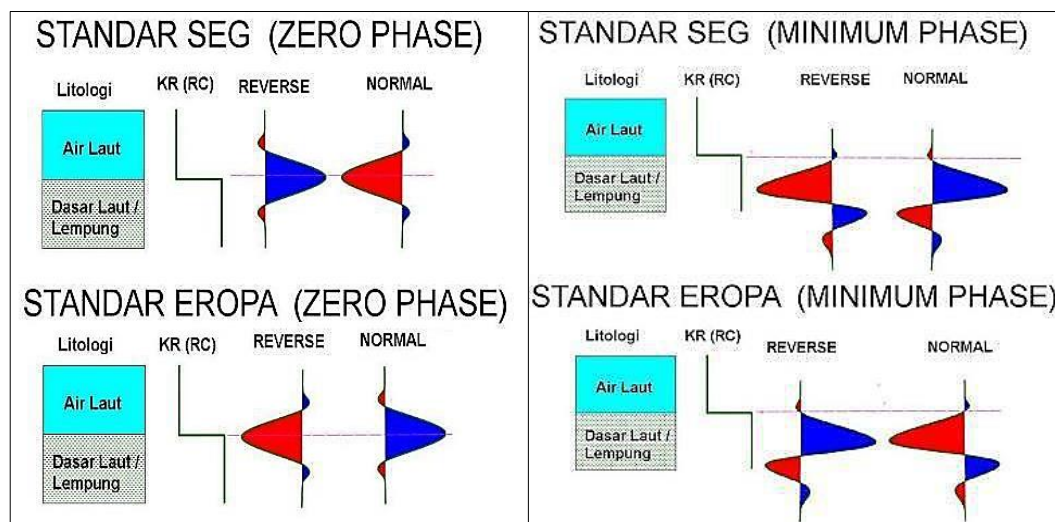 STANDAR SEG (ZERO PHASE)
Litologi KR (RC) REVERSE NORMAL
Air Laut
Dasar Laut /
Lempung
STANDAR SEG (MINIMUM PHASE)
Litologi KR (RC) REVERSE NORMAL
Air Laut
Dasar Laut /
Lempung
STANDAR EROPA (ZERO PHASE)
Litologi KR (RC) REVERSE NORMAL
Air Laut
Dasar Laut /
Lempung
STANDAR EROPA (MINIMUM PHASE)
Litologi KR (RC) REVERSE NORMAL
Air Laut
Dasar Laut /
Lempung